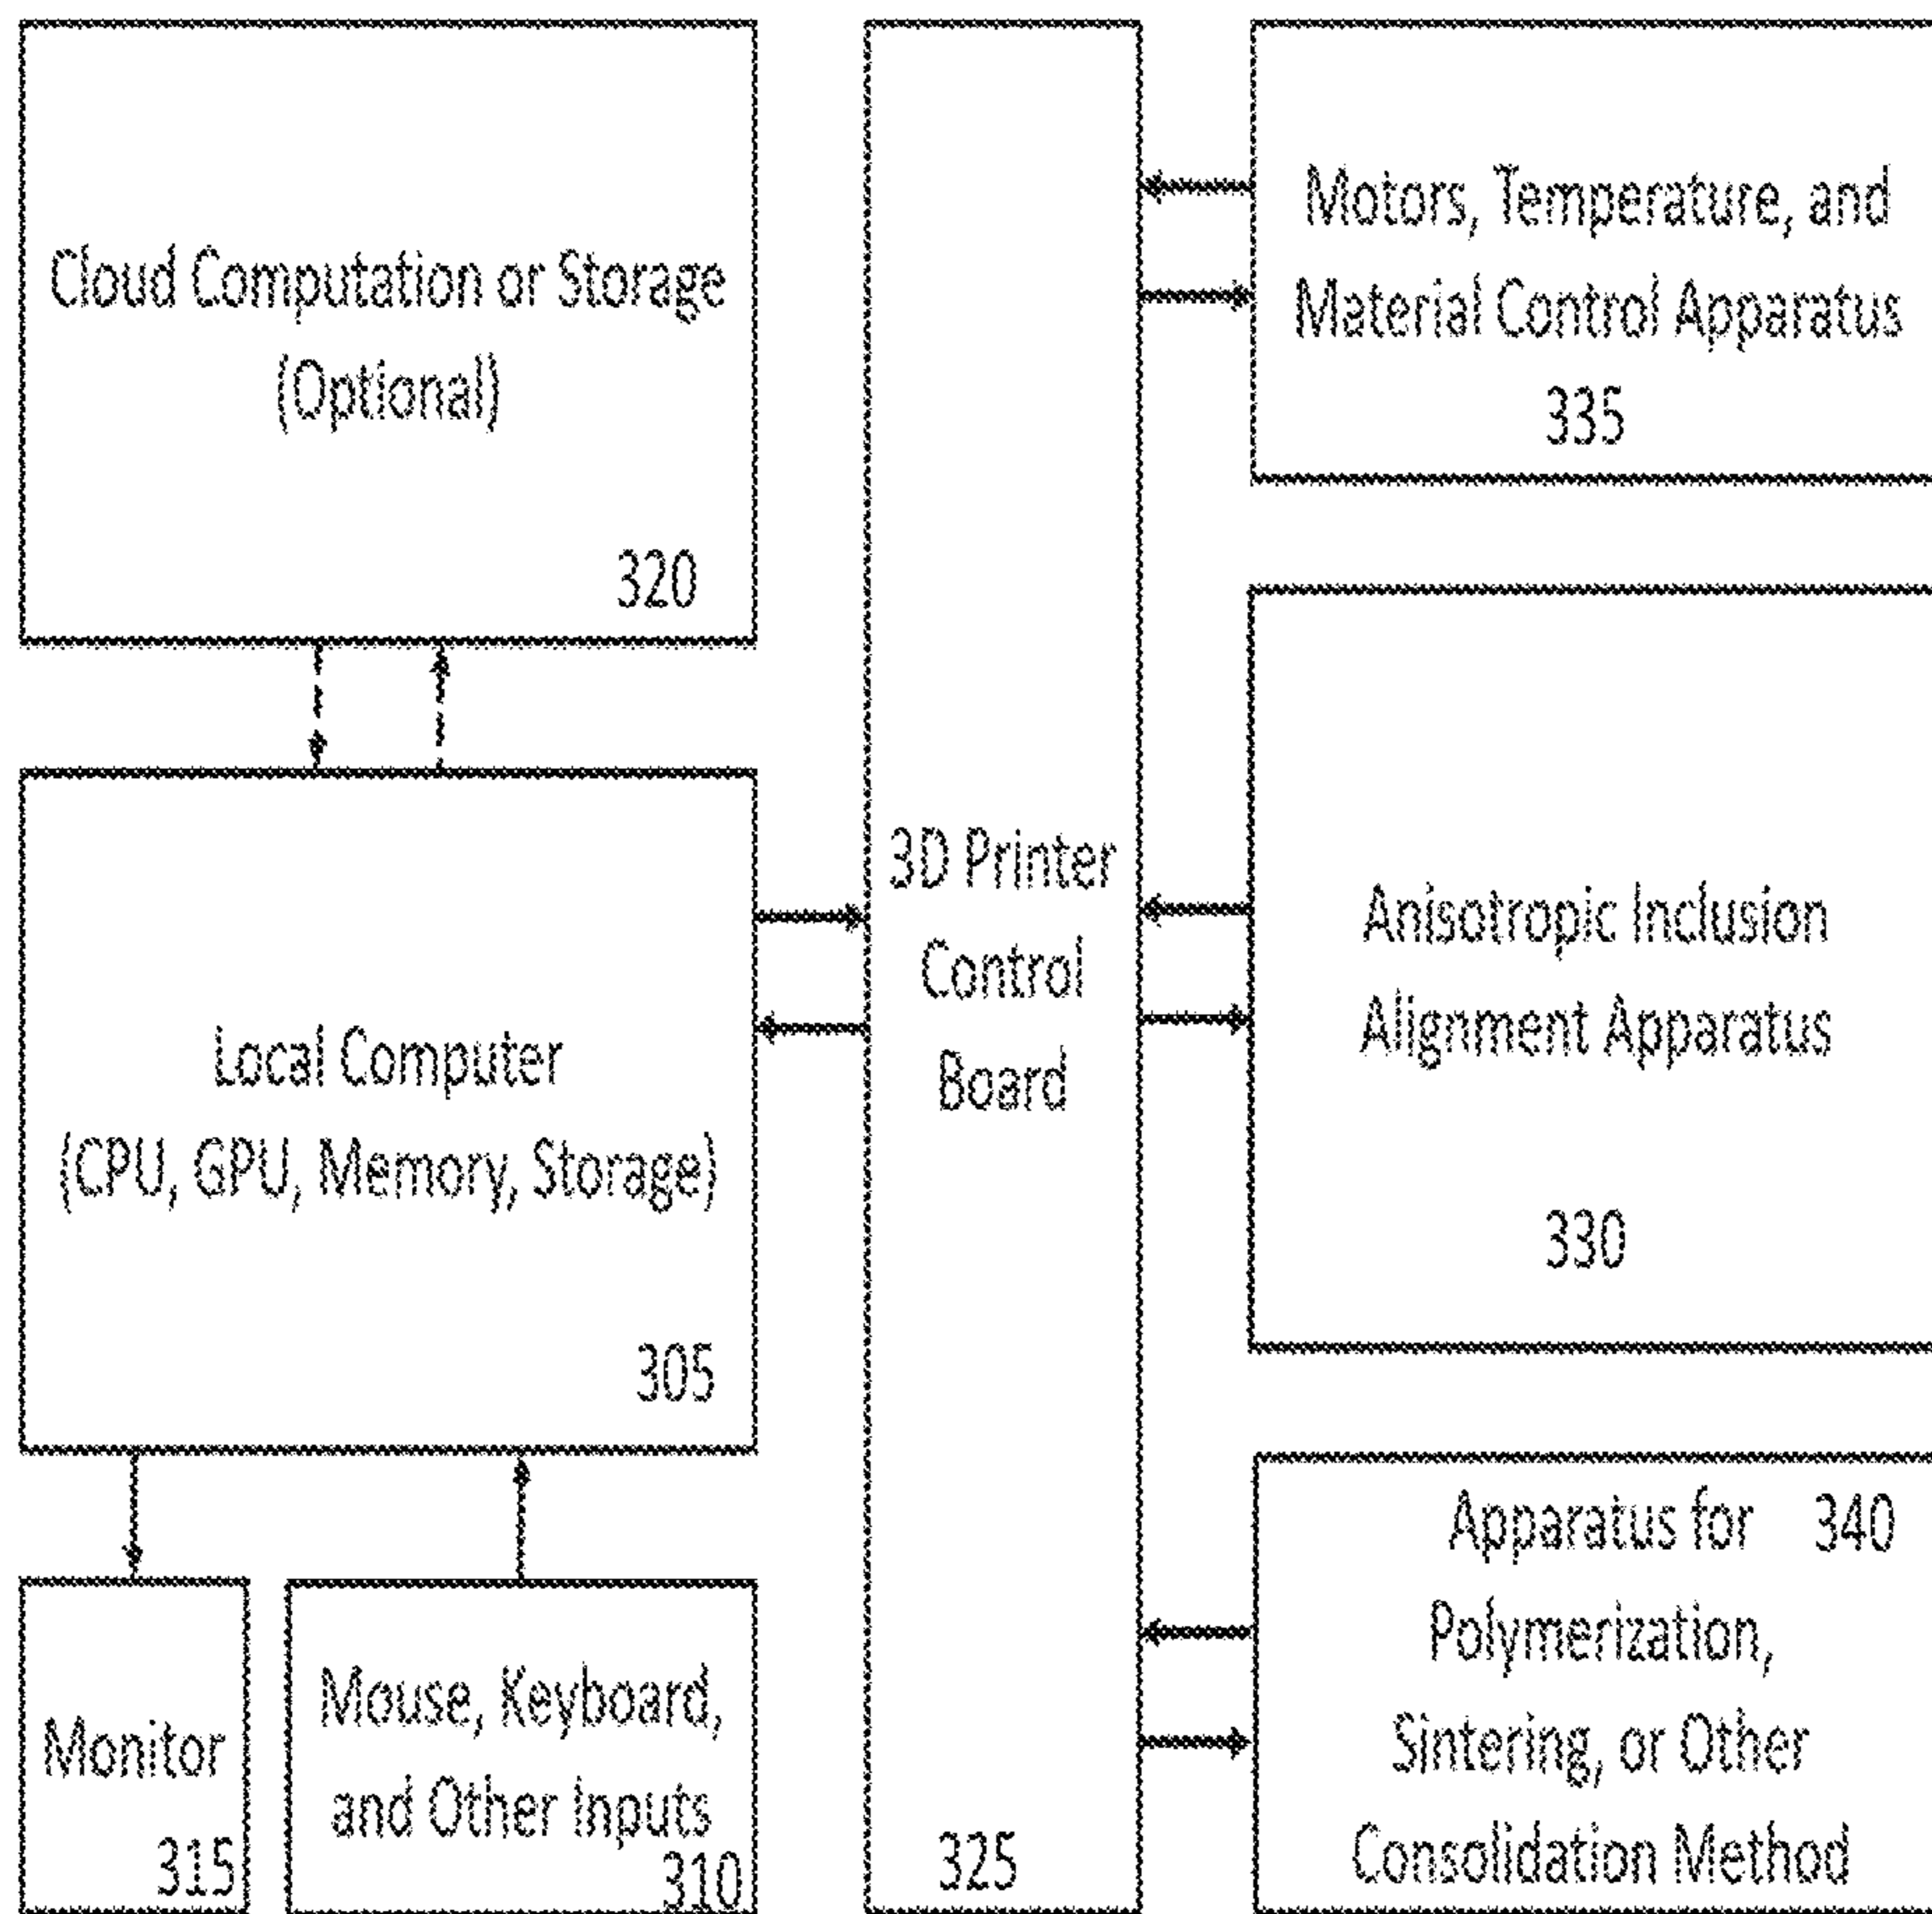 Cloud Computation or Storage
(Optional)
320
Local Computer
(CPU, GPU, Memory, Storage)
305
Monitor
315
Mouse, Keyboard,
and Other Inputs
310
3D Printer
Control
Board
325
Motors, Temperature, and
Material Control Apparatus
335
Anisotropic Inclusion
Alignment Apparatus
330
Apparatus for 340
Polymerization,
Sintering, or Other
Consolidation Method